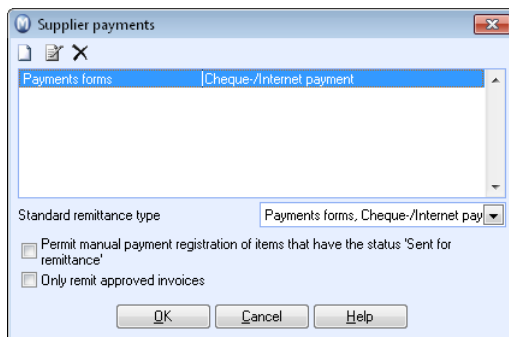 Supplier payments
Payments forms Cheque-/Internet payment
Standard remittance type Payments forms, Cheque-/Internet pay
Permit manual payment registration of items that have the status 'Sent for
remittance'
Only remit approved invoices
OK Cancel Help